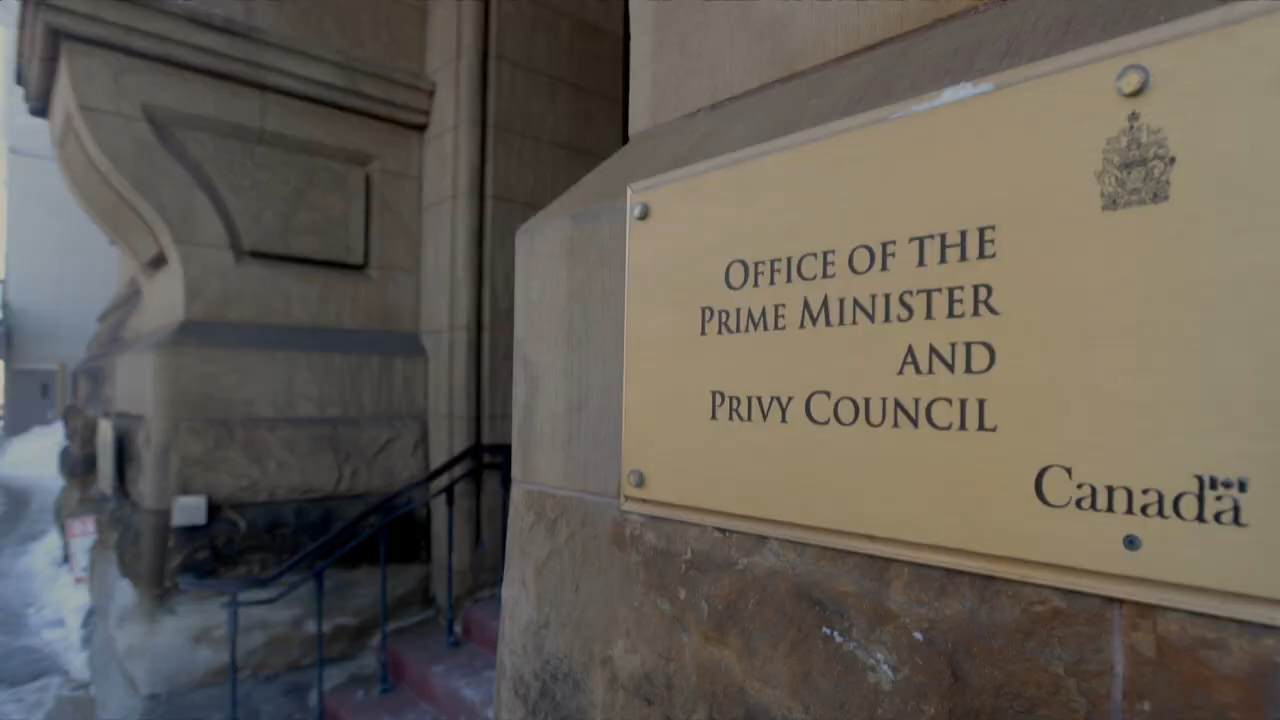 OFFICE OF THE
PRIME MINISTER
AND
PRIVY COUNCIL
Canada